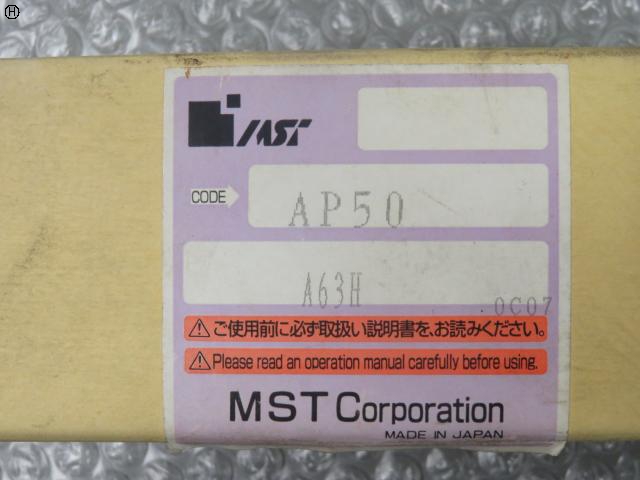 H
MST
CODE
AP50
A63H
0C07
ご使用前に必ず取扱い説明書を、お読みください。
Please read an operation manual carefully before using.
MST Corporation
MADE IN JAPAN